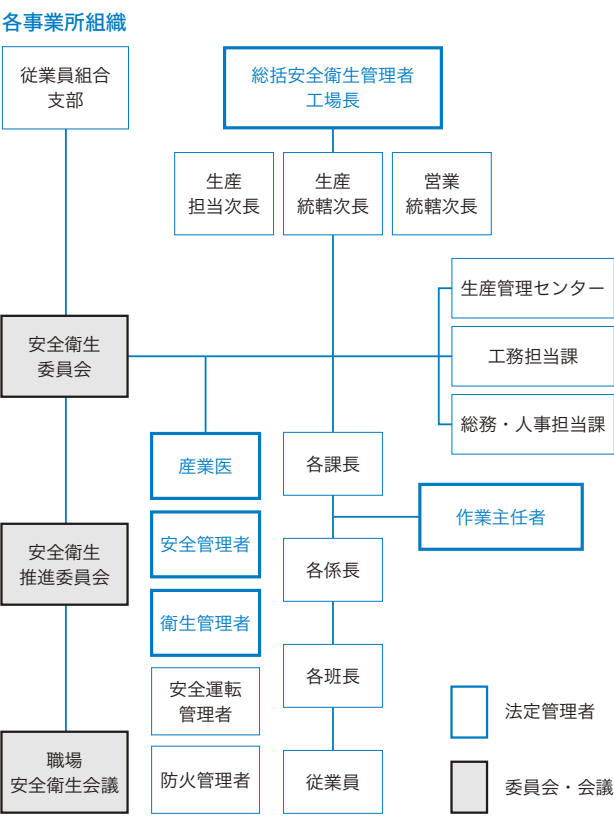 各事業所組織
従業員組合
支部
総括安全衛生管理者
工場長
生産
担当次長
生産
統轄次長
営業
統轄次長
生産管理センター
安全衛生
委員会
工務担当課
総務・人事担当課
産業医
各課長
安全管理者
作業主任者
安全衛生
推進委員会
各係長
衛生管理者
安全運転
管理者
各班長
法定管理者
職場
安全衛生会議
防火管理者
従業員
委員会・会議